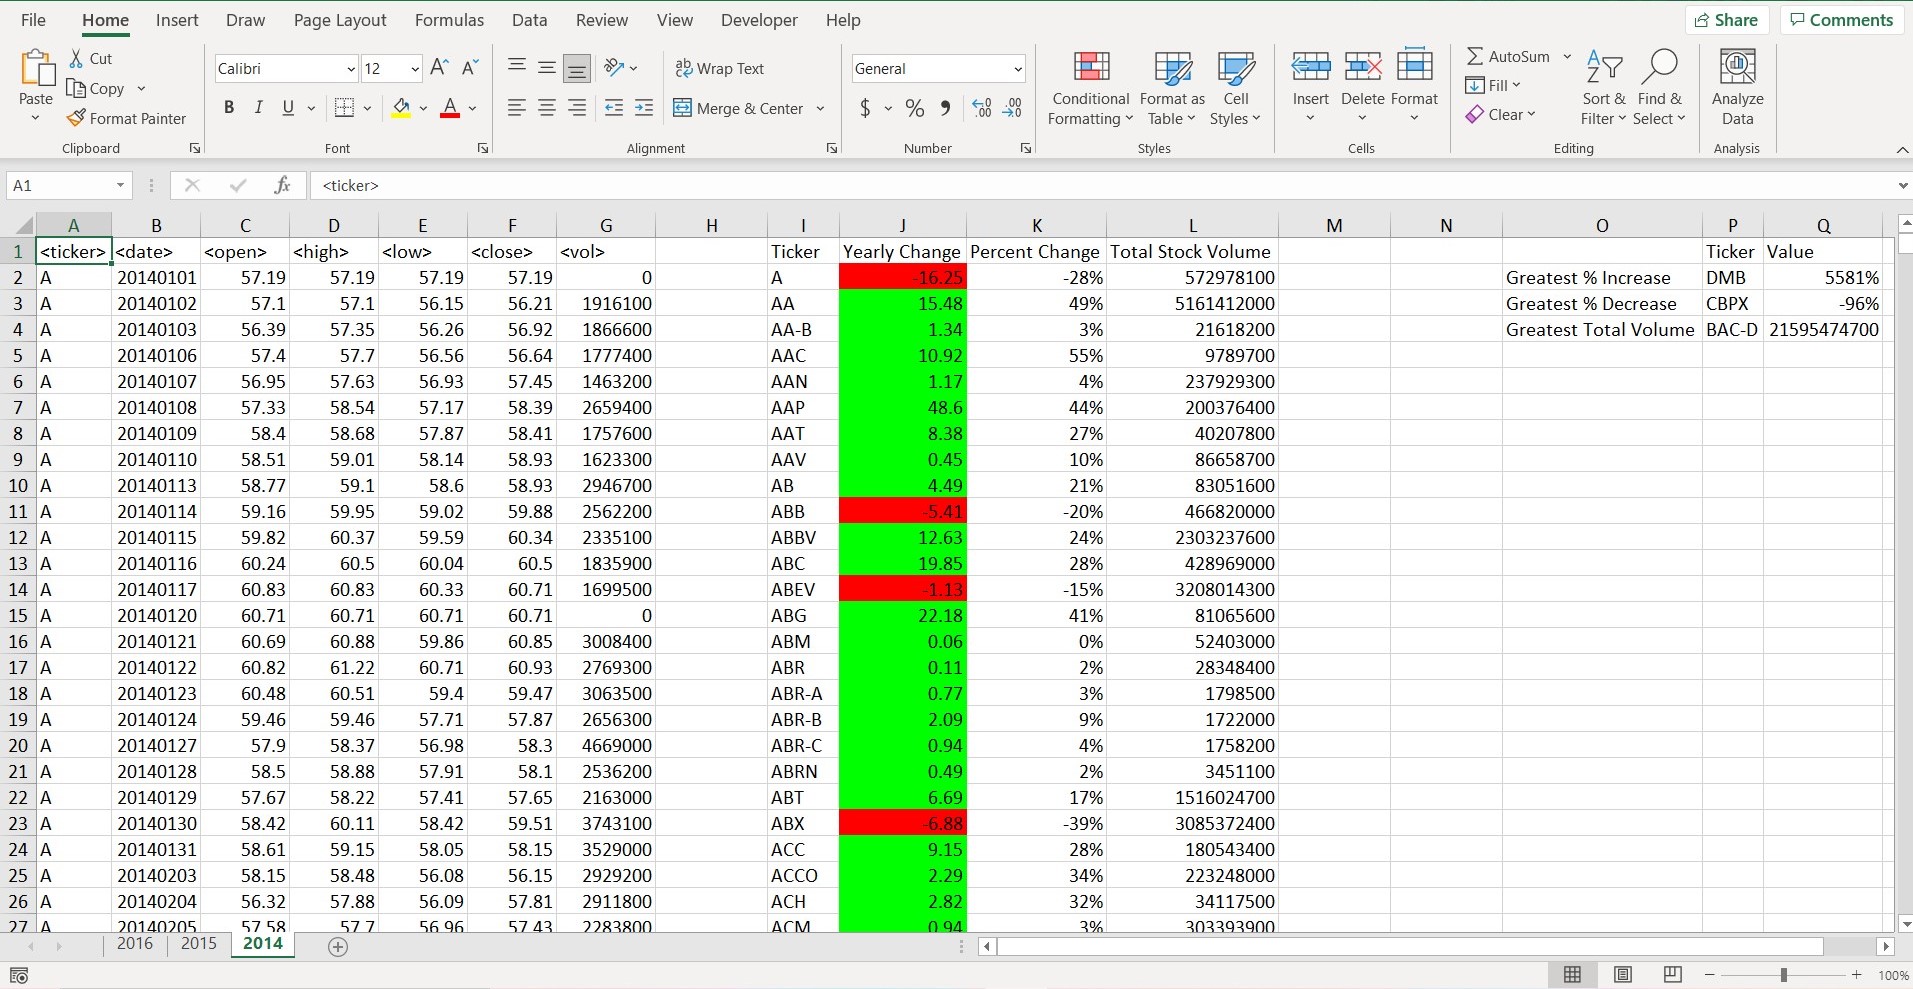 File Home Insert Draw Page Layout Formulas Data Review View Developer Help Share Comments
Paste Cut Copy Format Painter Clipboard
Calibri 12 A A B I U A Font
ab Wrap Text Merge & Center Alignment
General $ % , .00 .0 Number
Conditional Formatting Format as Table Cell Styles Styles
Insert Delete Format Cells
AutoSum Fill Clear Sort & Filter Find & Select Editing
Analyze Data Analysis
A1 fx <ticker>
A B C D E F G H I J K L M N O P Q
1 <ticker> <date> <open> <high> <low> <close> <vol> Ticker Yearly Change Percent Change Total Stock Volume Ticker Value
2 A 20140101 57.19 57.19 57.19 57.19 0 A -16.25 -28% 572978100 Greatest % Increase DMB 5581%
3 A 20140102 57.1 57.1 56.15 56.21 1916100 AA 15.48 49% 5161412000 Greatest % Decrease CBPX -96%
4 A 20140103 56.39 57.35 56.26 56.92 1866600 AA-B 1.34 3% 21618200 Greatest Total Volume BAC-D 21595474700
5 A 20140106 57.4 57.7 56.56 56.64 1777400 AAC 10.92 55% 9789700
6 A 20140107 56.95 57.63 56.93 57.45 1463200 AAN 1.17 4% 237929300
7 A 20140108 57.33 58.54 57.17 58.39 2659400 AAP 48.6 44% 200376400
8 A 20140109 58.4 58.68 57.87 58.41 1757600 AAT 8.38 27% 40207800
9 A 20140110 58.51 59.01 58.14 58.93 1623300 AAV 0.45 10% 86658700
10 A 20140113 58.77 59.1 58.6 58.93 2946700 AB 4.49 21% 83051600
11 A 20140114 59.16 59.95 59.02 59.88 2562200 ABB -5.41 -20% 466820000
12 A 20140115 59.82 60.37 59.59 60.34 2335100 ABBV 12.63 24% 2303237600
13 A 20140116 60.24 60.5 60.04 60.5 1835900 ABC 19.85 28% 428969000
14 A 20140117 60.83 60.83 60.33 60.71 1699500 ABEV -1.13 -15% 3208014300
15 A 20140120 60.71 60.71 60.71 60.71 0 ABG 22.18 41% 81065600
16 A 20140121 60.69 60.88 59.86 60.85 3008400 ABM 0.06 0% 52403000
17 A 20140122 60.82 61.22 60.71 60.93 2769300 ABR 0.11 2% 28348400
18 A 20140123 60.48 60.51 59.4 59.47 3063500 ABR-A 0.77 3% 1798500
19 A 20140124 59.46 59.46 57.71 57.87 2656300 ABR-B 2.09 9% 1722000
20 A 20140127 57.9 58.37 56.98 58.3 4669000 ABR-C 0.94 4% 1758200
21 A 20140128 58.5 58.88 57.91 58.1 2536200 ABRN 0.49 2% 3451100
22 A 20140129 57.67 58.22 57.41 57.65 2163000 ABT 6.69 17% 1516024700
23 A 20140130 58.42 60.11 58.42 59.51 3743100 ABX -6.88 -39% 3085372400
24 A 20140131 58.61 59.15 58.05 58.15 3529000 ACC 9.15 28% 180543400
25 A 20140203 58.15 58.48 56.08 56.15 2929200 ACCO 2.29 34% 223248000
26 A 20140204 56.32 57.88 56.09 57.81 2911800 ACH 2.82 32% 34117500
27 A 20140205 57.58 57.7 56.96 57.43 2283800 ACM 0.94 3% 303393900
2016 2015 2014
100%